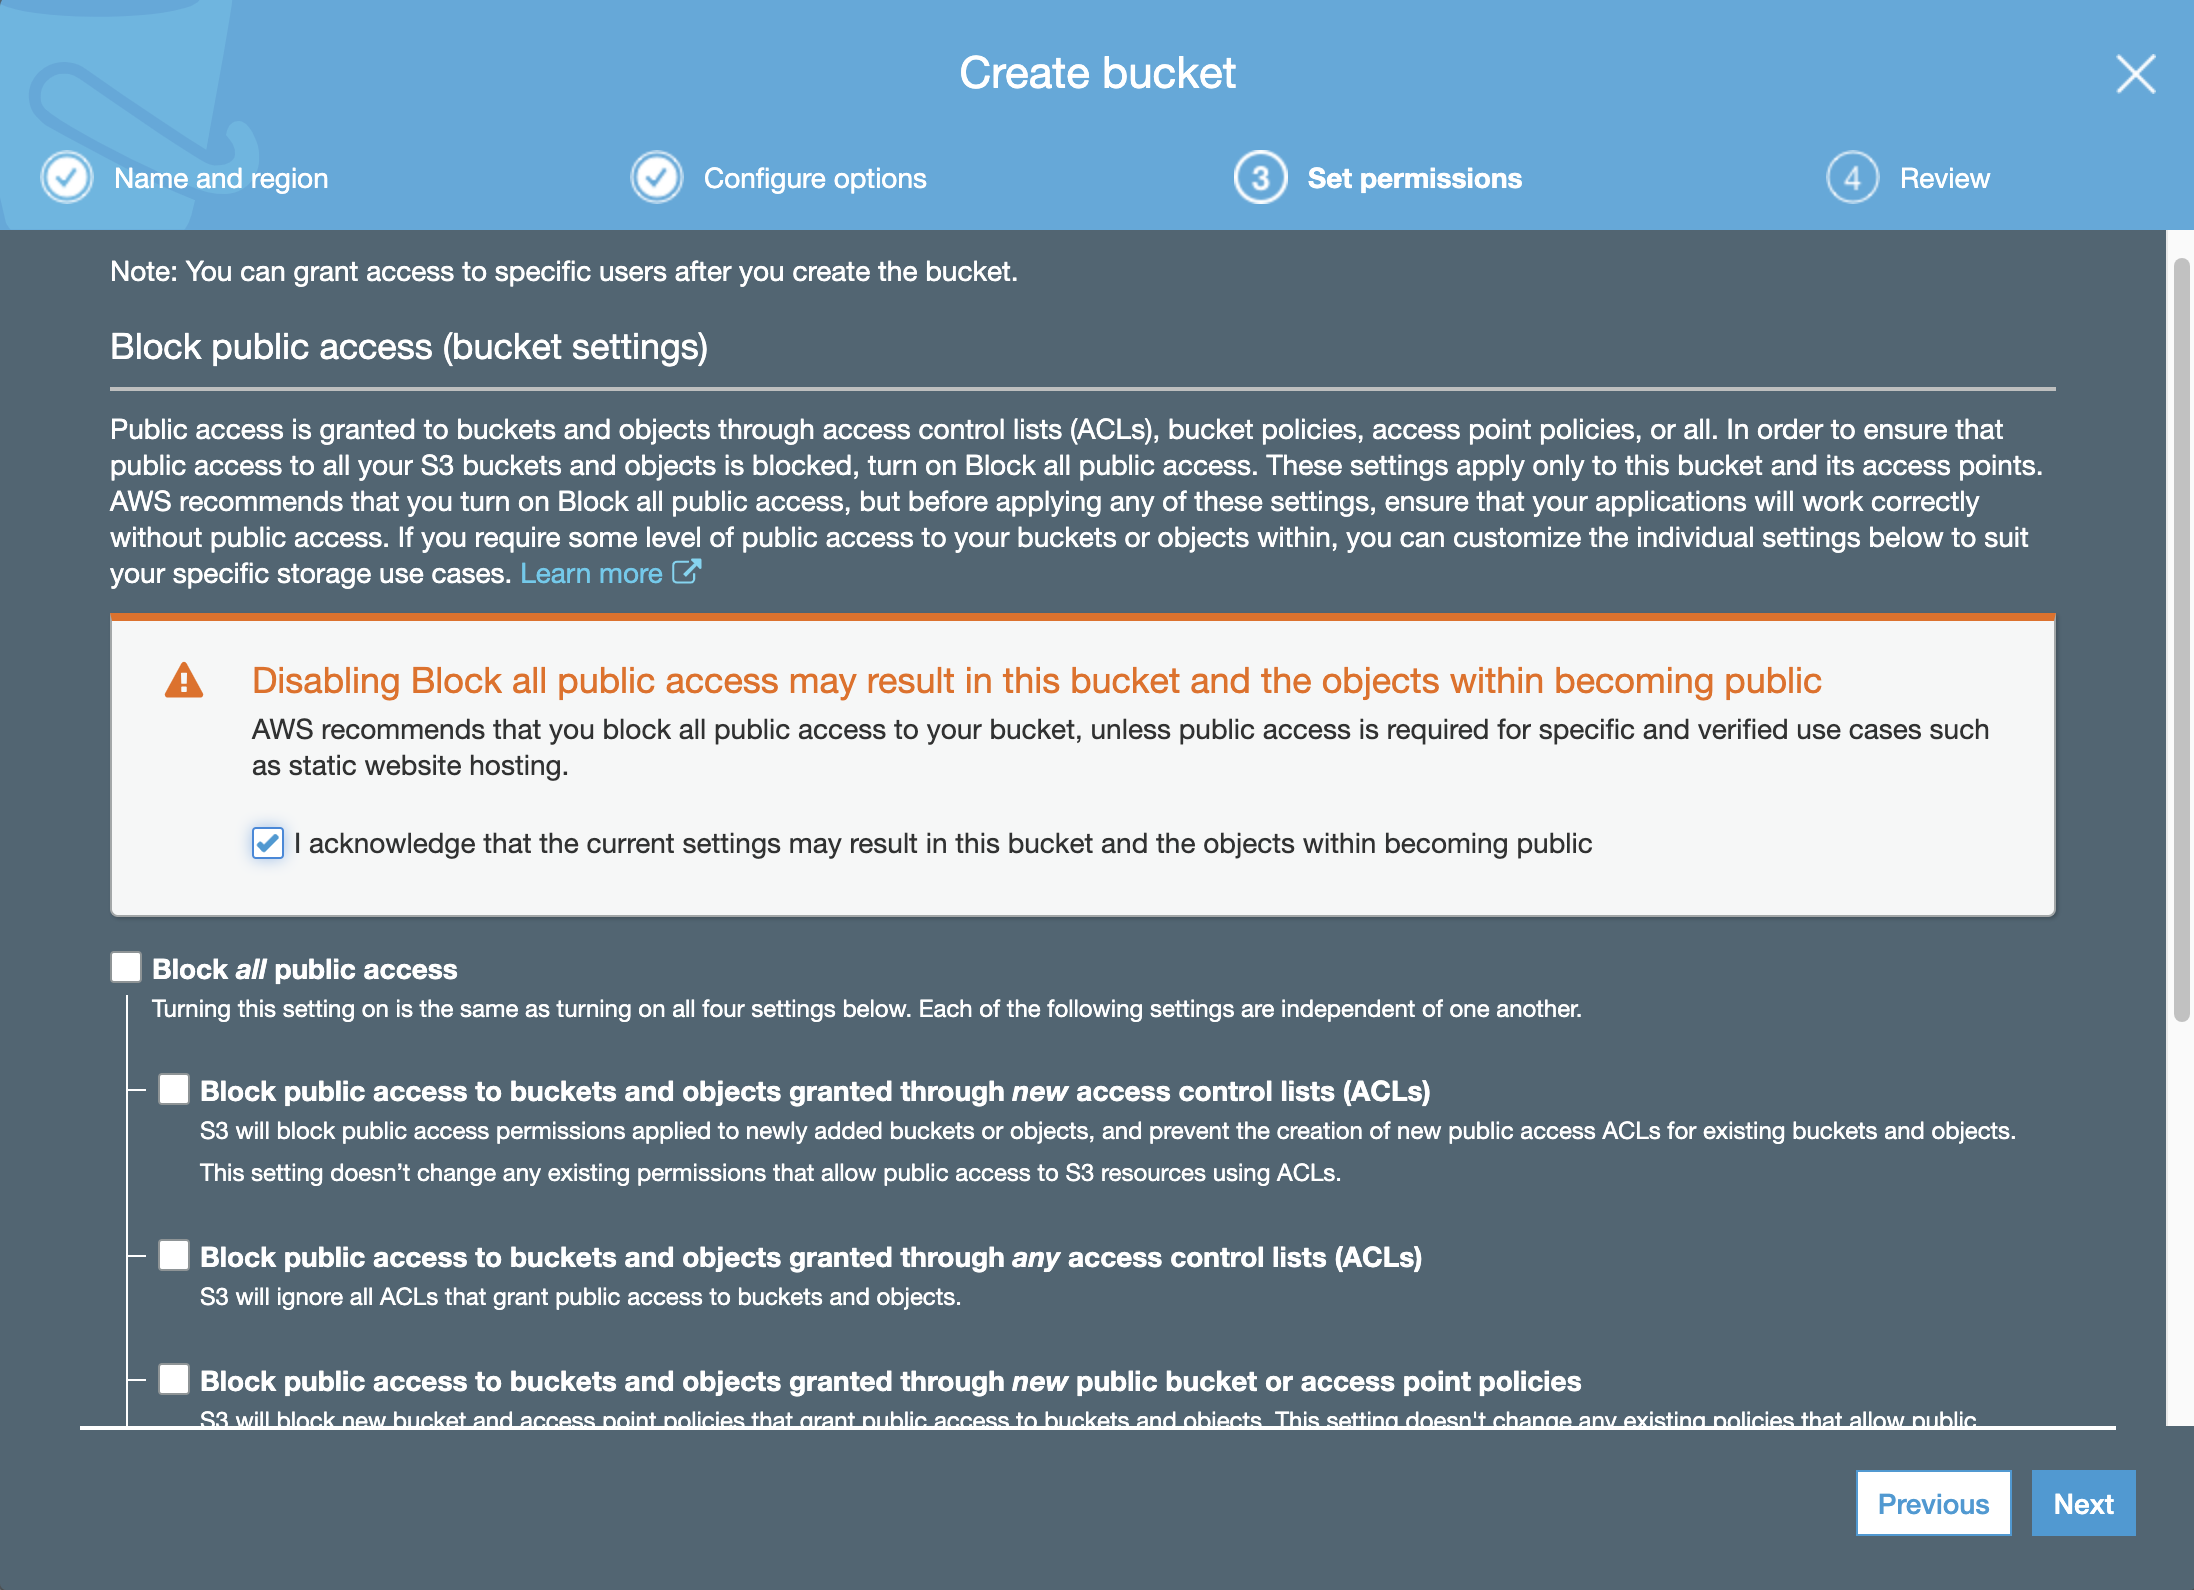 Create bucket
Name and region
Configure options
3 Set permissions
4 Review
Note: You can grant access to specific users after you create the bucket.
Block public access (bucket settings)
Public access is granted to buckets and objects through access control lists (ACLs), bucket policies, access point policies, or all. In order to ensure that
public access to all your S3 buckets and objects is blocked, turn on Block all public access. These settings apply only to this bucket and its access points.
AWS recommends that you turn on Block all public access, but before applying any of these settings, ensure that your applications will work correctly
without public access. If you require some level of public access to your buckets or objects within, you can customize the individual settings below to suit
your specific storage use cases. Learn more
Disabling Block all public access may result in this bucket and the objects within becoming public
AWS recommends that you block all public access to your bucket, unless public access is required for specific and verified use cases such
as static website hosting.
I acknowledge that the current settings may result in this bucket and the objects within becoming public
Block all public access
Turning this setting on is the same as turning on all four settings below. Each of the following settings are independent of one another.
Block public access to buckets and objects granted through new access control lists (ACLs)
S3 will block public access permissions applied to newly added buckets or objects, and prevent the creation of new public access ACLs for existing buckets and objects.
This setting doesn’t change any existing permissions that allow public access to S3 resources using ACLs.
Block public access to buckets and objects granted through any access control lists (ACLs)
S3 will ignore all ACLs that grant public access to buckets and objects.
Block public access to buckets and objects granted through new public bucket or access point policies
S3 will block new bucket and access point policies that grant public access to buckets and objects. This setting doesn't change any existing policies that allow public
Previous
Next